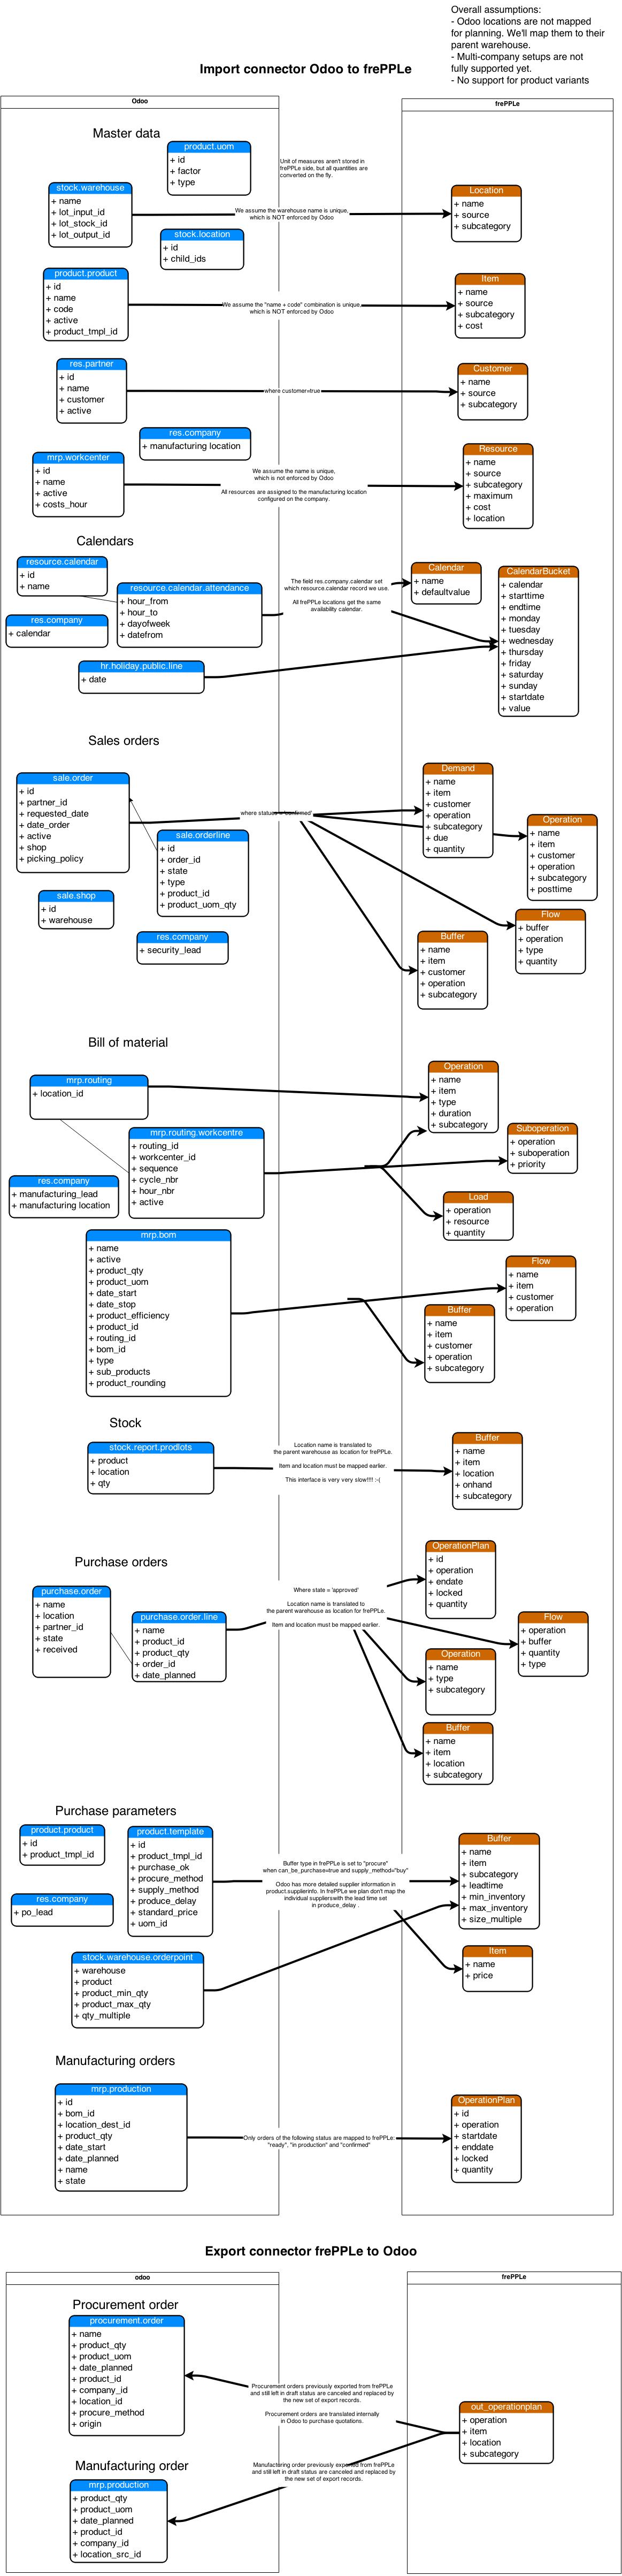 Overall assumptions:
- Odoo locations are not mapped
for planning. We'll map them to their
parent warehouse.
- Multi-company setups are not
fully supported yet.
- No support for product variants
Import connector Odoo to frePPLe
Odoo
frePPLe
Master data
product.uom
+ id
+ factor
+ type
Unit of measures aren't stored in
frePPLe side, but all quantities are
converted on the fly.
stock.warehouse
+ name
+ lot_input_id
+ lot_stock_id
+ lot_output_id
We assume the warehouse name is unique,
which is NOT enforced by Odoo
Location
+ name
+ source
+ subcategory
stock.location
+ id
+ child_ids
product.product
+ id
+ name
+ code
+ active
+ product_tmpl_id
We assume the "name + code" combination is unique,
which is NOT enforced by Odoo
Item
+ name
+ source
+ subcategory
+ cost
res.partner
+ id
+ name
+ customer
+ active
where customer=true
Customer
+ name
+ source
+ subcategory
res.company
+ manufacturing location
mrp.workcenter
+ id
+ name
+ active
+ costs_hour
We assume the name is unique,
which is not enforced by Odoo
All resources are assigned to the manufacturing location
configured on the company.
Resource
+ name
+ source
+ subcategory
+ maximum
+ cost
+ location
Calendars
resource.calendar
+ id
+ name
resource.calendar.attendance
+ hour_from
+ hour_to
+ dayofweek
+ datefrom
res.company
+ calendar
hr.holiday.public.line
+ date
The field res.company.calendar set
which resource.calendar record we use.
All frePPLe locations get the same
availability calendar.
Calendar
+ name
+ defaultvalue
CalendarBucket
+ calendar
+ starttime
+ endtime
+ monday
+ tuesday
+ wednesday
+ thursday
+ friday
+ saturday
+ sunday
+ startdate
+ value
Sales orders
sale.order
+ id
+ partner_id
+ requested_date
+ date_order
+ active
+ shop
+ picking_policy
sale.orderline
+ id
+ order_id
+ state
+ type
+ product_id
+ product_uom_qty
sale.shop
+ id
+ warehouse
res.company
+ security_lead
where status = 'confirmed'
Demand
+ name
+ item
+ customer
+ operation
+ subcategory
+ due
+ quantity
Operation
+ name
+ item
+ customer
+ operation
+ subcategory
+ posttime
Flow
+ buffer
+ operation
+ type
+ quantity
Buffer
+ name
+ item
+ customer
+ operation
+ subcategory
Bill of material
mrp.routing
+ location_id
mrp.routing.workcentre
+ routing_id
+ workcenter_id
+ sequence
+ cycle_nbr
+ hour_nbr
+ active
res.company
+ manufacturing_lead
+ manufacturing location
Operation
+ name
+ item
+ type
+ duration
+ subcategory
Suboperation
+ operation
+ suboperation
+ priority
Load
+ operation
+ resource
+ quantity
mrp.bom
+ name
+ active
+ product_qty
+ product_uom
+ date_start
+ date_stop
+ product_efficiency
+ product_id
+ routing_id
+ bom_id
+ type
+ sub_products
+ product_rounding
Flow
+ name
+ item
+ customer
+ operation
Buffer
+ name
+ item
+ customer
+ operation
+ subcategory
Stock
stock.report.prodlots
+ product
+ location
+ qty
Location name is translated to
the parent warehouse as location for frePPLe.
Item and location must be mapped earlier.
This interface is very very slow!!!! :-(
Buffer
+ name
+ item
+ location
+ onhand
+ subcategory
Purchase orders
purchase.order
+ name
+ location
+ partner_id
+ state
+ received
purchase.order.line
+ name
+ product_id
+ product_qty
+ order_id
+ date_planned
Where state = 'approved'
Location name is translated to
the parent warehouse as location for frePPLe.
Item and location must be mapped earlier.
OperationPlan
+ id
+ operation
+ endate
+ locked
+ quantity
Flow
+ operation
+ buffer
+ quantity
+ type
Operation
+ name
+ type
+ subcategory
Buffer
+ name
+ item
+ location
+ subcategory
Purchase parameters
product.product
+ id
+ product_tmpl_id
product.template
+ id
+ product_tmpl_id
+ purchase_ok
+ procure_method
+ supply_method
+ produce_delay
+ standard_price
+ uom_id
res.company
+ po_lead
stock.warehouse.orderpoint
+ warehouse
+ product
+ product_min_qty
+ product_max_qty
+ qty_multiple
Buffer type in frePPLe is set to "procure"
when can_be_purchase=true and supply_method="buy"
Odoo has more detailed supplier information in
product.supplierinfo. In frePPLe we plan don't map the
individual supplierswith the lead time set
in produce_delay .
Buffer
+ name
+ item
+ subcategory
+ leadtime
+ min_inventory
+ max_inventory
+ size_multiple
Item
+ name
+ price
Manufacturing orders
mrp.production
+ id
+ bom_id
+ location_dest_id
+ product_qty
+ date_start
+ date_planned
+ name
+ state
Only orders of the following status are mapped to frePPLe:
"ready", "in production" and "confirmed"
OperationPlan
+ id
+ operation
+ startdate
+ enddate
+ locked
+ quantity
Export connector frePPLe to Odoo
odoo
frePPLe
Procurement order
procurement.order
+ name
+ product_qty
+ product_uom
+ date_planned
+ product_id
+ company_id
+ location_id
+ procure_method
+ origin
Procurement orders previously exported from frePPLe
and still left in draft status are canceled and replaced by
the new set of export records.
Procurement orders are translated internally
in Odoo to purchase quotations.
out_operationplan
+ operation
+ item
+ location
+ subcategory
Manufacturing order
mrp.production
+ product_qty
+ product_uom
+ date_planned
+ product_id
+ company_id
+ location_src_id
Manufacturing order previously exported from frePPLe
and still left in draft status are canceled and replaced by
the new set of export records.